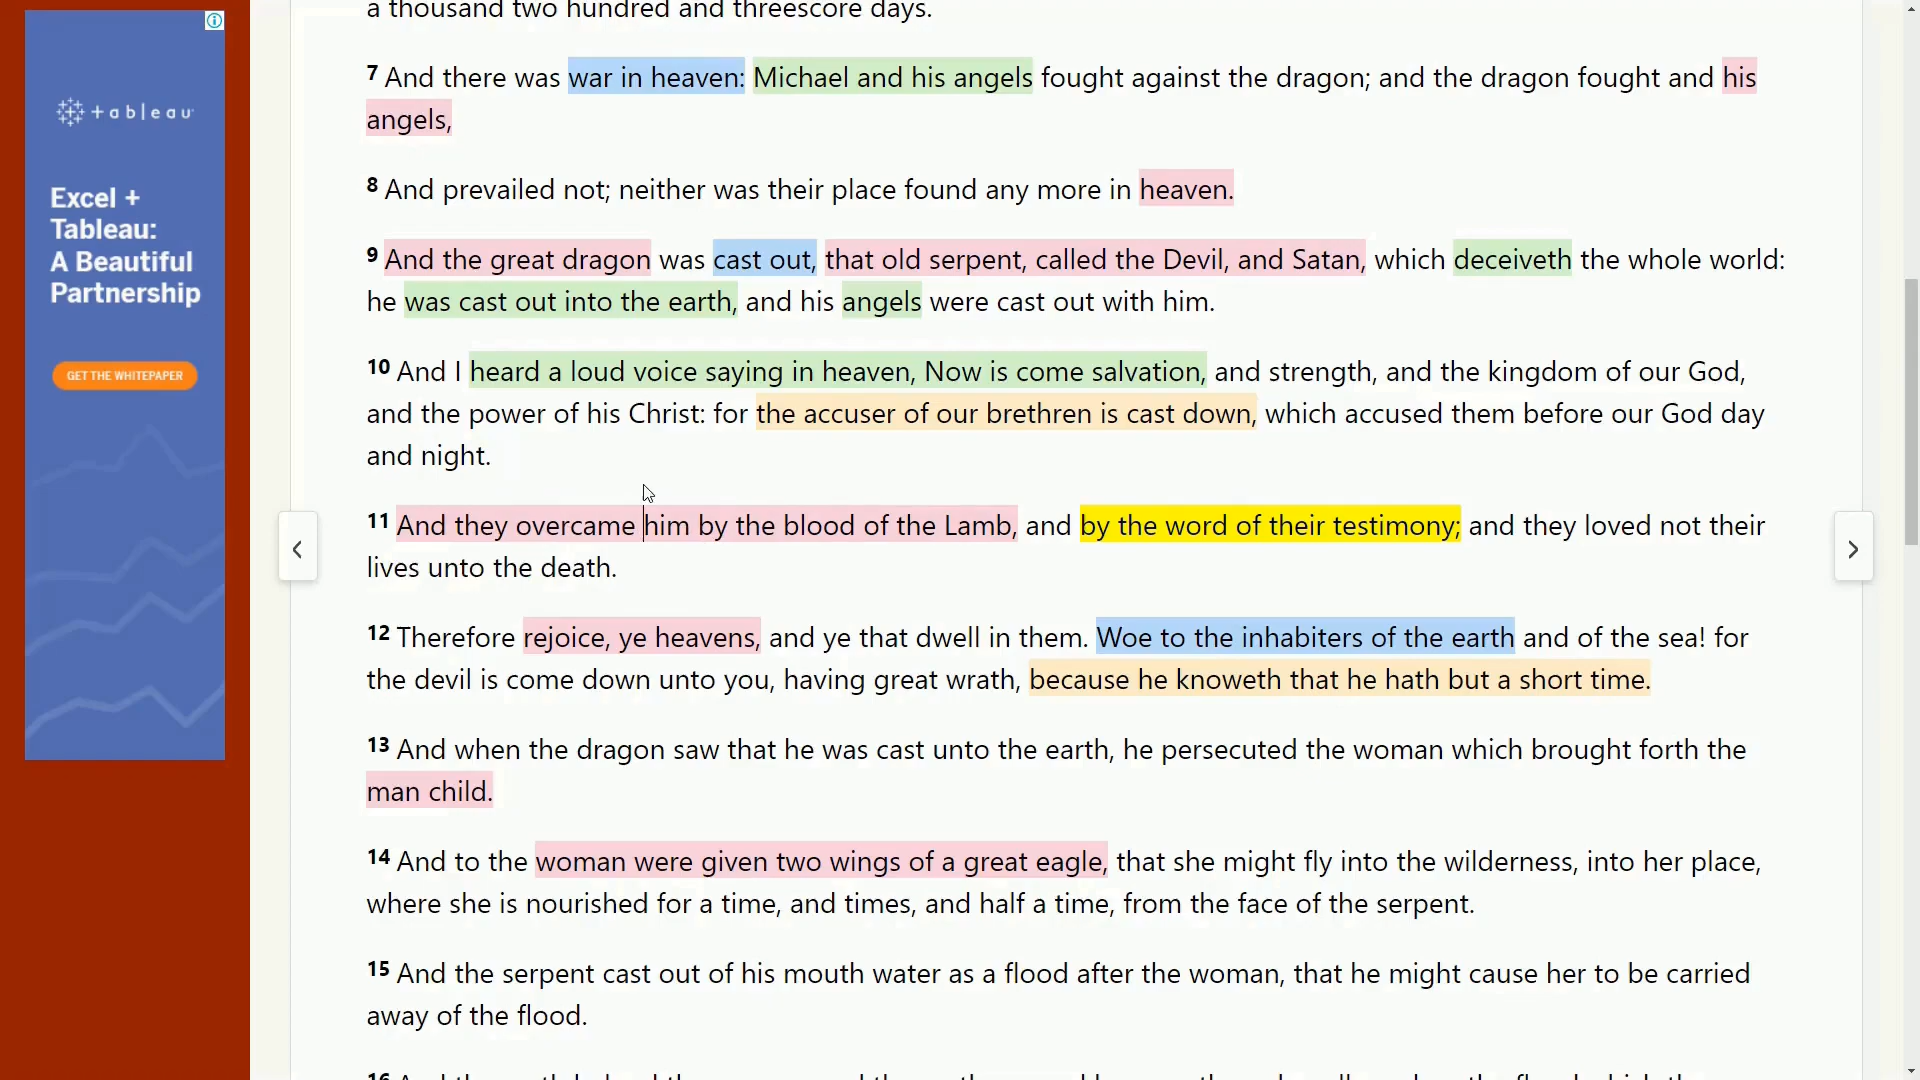 a thousand two hundred and threescore days.
7 And there was war in heaven: Michael and his angels fought against the dragon; and the dragon fought and his
angels,
8 And prevailed not; neither was their place found any more in heaven.
9 And the great dragon was cast out, that old serpent, called the Devil, and Satan, which deceiveth the whole world:
he was cast out into the earth, and his angels were cast out with him.
10 And I heard a loud voice saying in heaven, Now is come salvation, and strength, and the kingdom of our God,
and the power of his Christ: for the accuser of our brethren is cast down, which accused them before our God day
and night.
11 And they overcame him by the blood of the Lamb, and by the word of their testimony; and they loved not their
lives unto the death.
12 Therefore rejoice, ye heavens, and ye that dwell in them. Woe to the inhabiters of the earth and of the sea! for
the devil is come down unto you, having great wrath, because he knoweth that he hath but a short time.
13 And when the dragon saw that he was cast unto the earth, he persecuted the woman which brought forth the
man child.
14 And to the woman were given two wings of a great eagle, that she might fly into the wilderness, into her place,
where she is nourished for a time, and times, and half a time, from the face of the serpent.
15 And the serpent cast out of his mouth water as a flood after the woman, that he might cause her to be carried
away of the flood.
+ableau
Excel +
Tableau:
A Beautiful
Partnership
GET THE WHITEPAPER